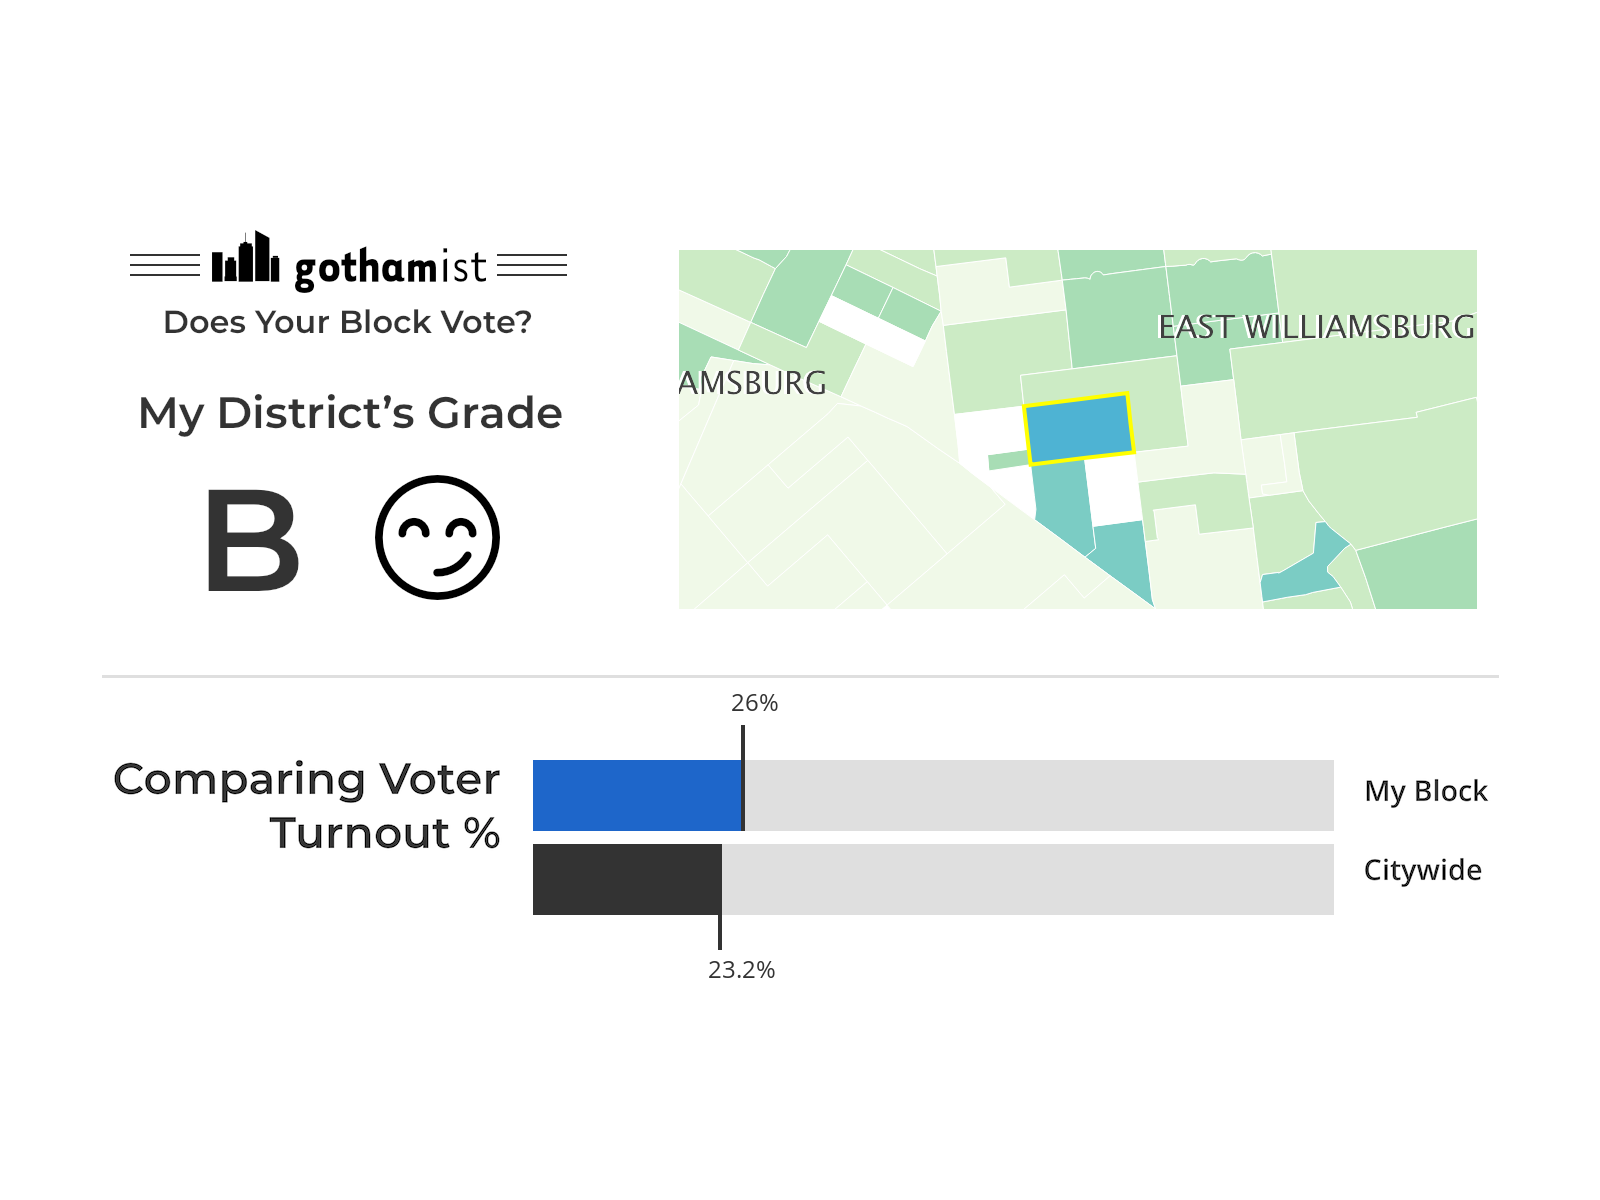 gothamist
Does Your Block Vote?
My District’s Grade
B
EAST WILLIAMSBURG
AMSBURG
26%
Comparing Voter
Turnout %
My Block
Citywide
23.2%